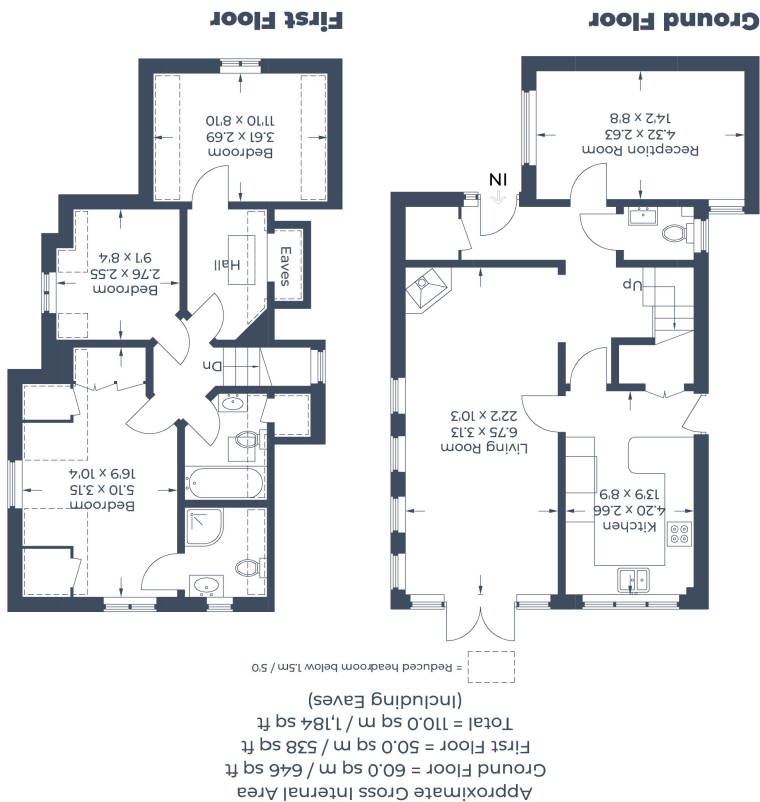 Approximate Gross Internal Area
Ground Floor = 60.0 sq m / 646 sq ft
First Floor = 50.0 sq m / 538 sq ft
Total = 110.0 sq m / 1,184 sq ft
(Including Eaves)
= Reduced headroom below 1.5m / 5'0
Kitchen
4.20 x 2.66
13'9 x 8'9
Living Room
6.75 x 3.13
22'2 x 10'3
Up
IN
Reception Room
4.32 x 2.63
14'2 x 8'8
Ground Floor
Bedroom
5.10 x 3.15
16'9 x 10'4
Dn
Bedroom
2.76 x 2.55
9'1 x 8'4
Hall
Eaves
Bedroom
3.61 x 2.69
11'10 x 8'10
First Floor